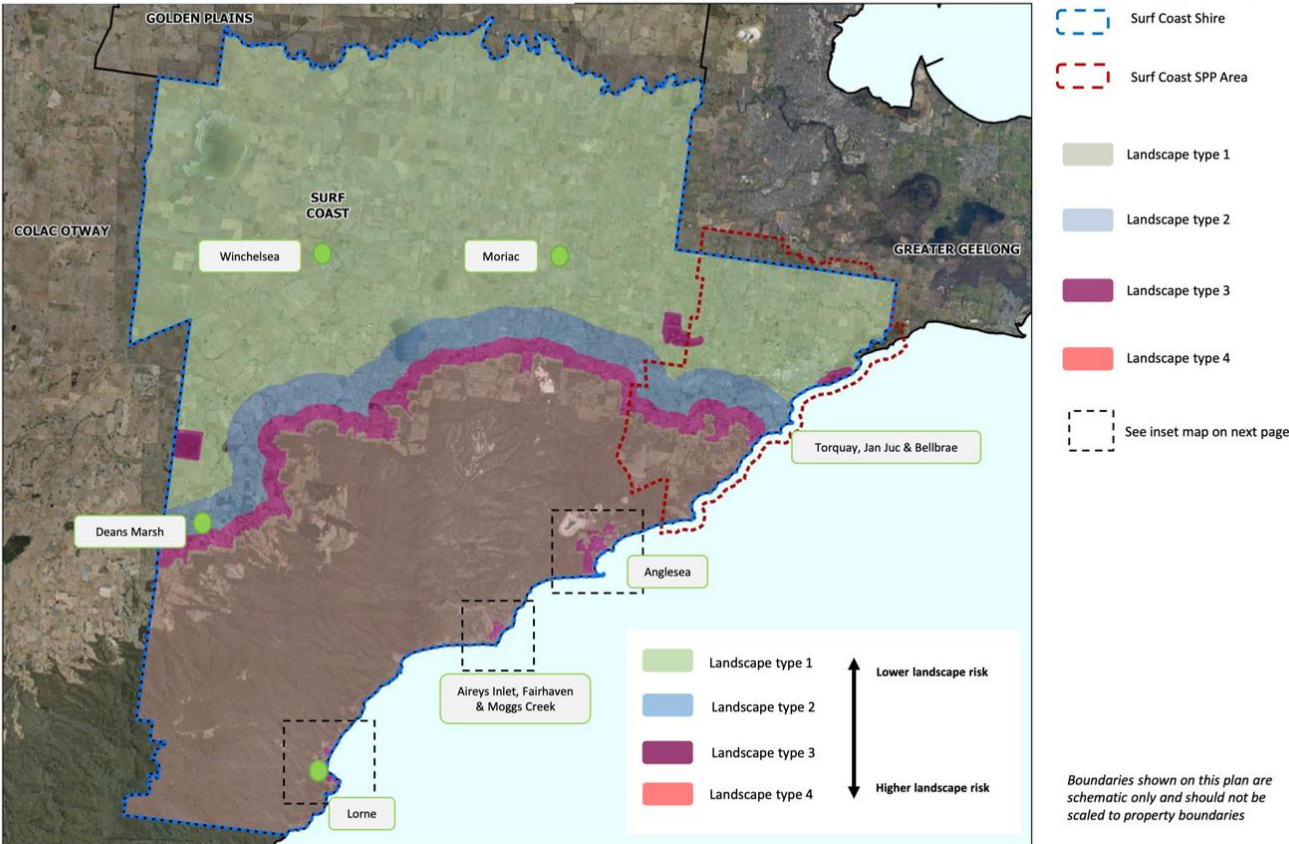 GOLDEN PLAINS
SURF
COAST
COLAC OTWAY
GREATER GEELONG
Winchelsea
Moriac
Torquay, Jan Juc & Bellbrae
Deans Marsh
Anglesea
Aireys Inlet, Fairhaven
& Moggs Creek
Lorne
Landscape type 1
Landscape type 2
Landscape type 3
Landscape type 4
Lower landscape risk
Higher landscape risk
Surf Coast Shire
Surf Coast SPP Area
Landscape type 1
Landscape type 2
Landscape type 3
Landscape type 4
See inset map on next page
Boundaries shown on this plan are
schematic only and should not be
scaled to property boundaries